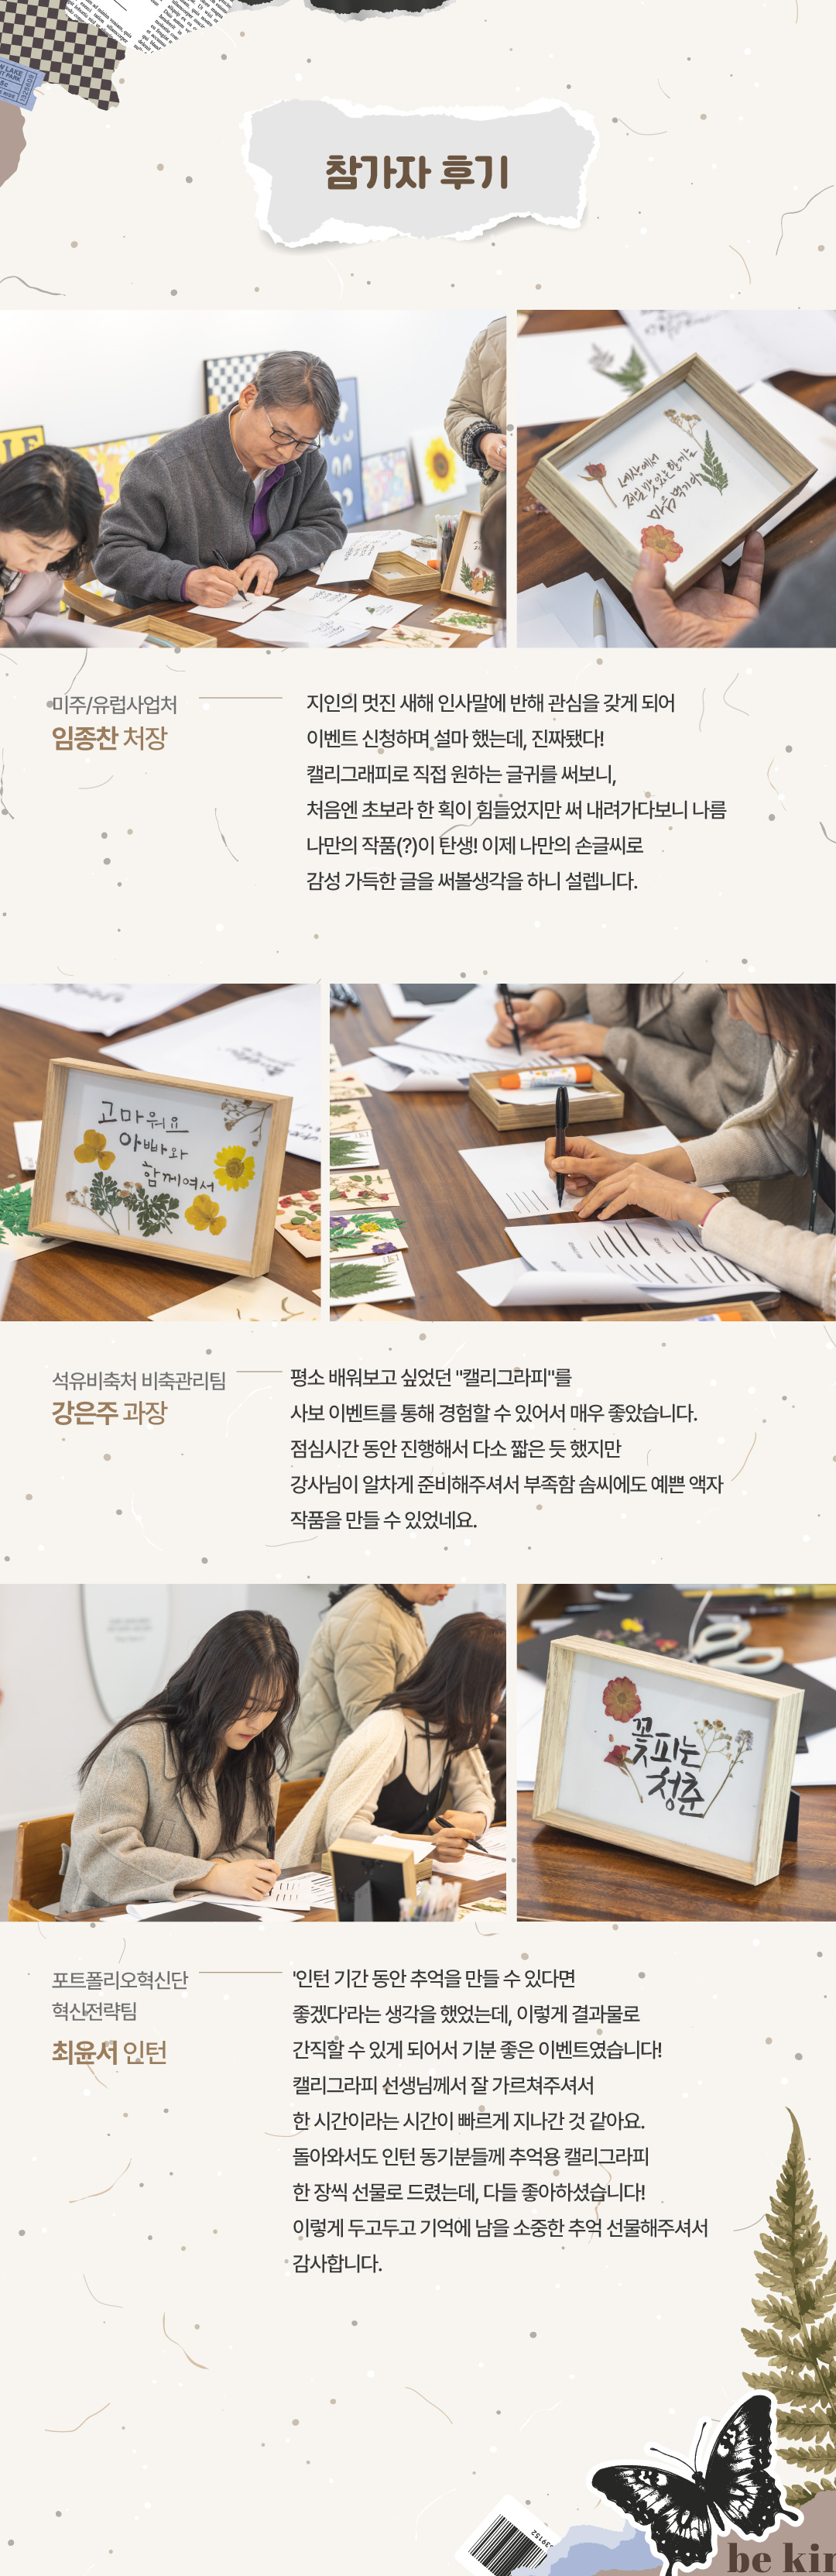 참가자 후기
세상에서
제일 맛있는 한 끼는
마음먹기야
미주/유럽사업처
임종찬 처장
지인의 멋진 새해 인사말에 반해 관심을 갖게 되어
이벤트 신청하며 설마 했는데, 진짜됐다!
캘리그래피로 직접 원하는 글귀를 써보니,
처음엔 초보라 한 획이 힘들었지만 써 내려가다보니 나름
나만의 작품(?)이 탄생! 이제 나만의 손글씨로
감성 가득한 글을 써볼생각을 하니 설렙니다.
고마워요
아빠와
함께여서
석유비축처 비축관리팀
강은주 과장
평소 배워보고 싶었던 "캘리그라피"를
사보 이벤트를 통해 경험할 수 있어서 매우 좋았습니다.
점심시간 동안 진행해서 다소 짧은 듯 했지만
강사님이 알차게 준비해주셔서 부족함 솜씨에도 예쁜 액자
작품을 만들 수 있었네요.
꽃피는
청춘
포트폴리오혁신단
혁신전략팀
최윤서 인턴
'인턴 기간 동안 추억을 만들 수 있다면
좋겠다'라는 생각을 했었는데, 이렇게 결과물로
간직할 수 있게 되어서 기분 좋은 이벤트였습니다!
캘리그라피 선생님께서 잘 가르쳐주셔서
한 시간이라는 시간이 빠르게 지나간 것 같아요.
돌아와서도 인턴 동기분들께 추억용 캘리그라피
한 장씩 선물로 드렸는데, 다들 좋아하셨습니다!
이렇게 두고두고 기억에 남을 소중한 추억 선물해주셔서
감사합니다.
be kin